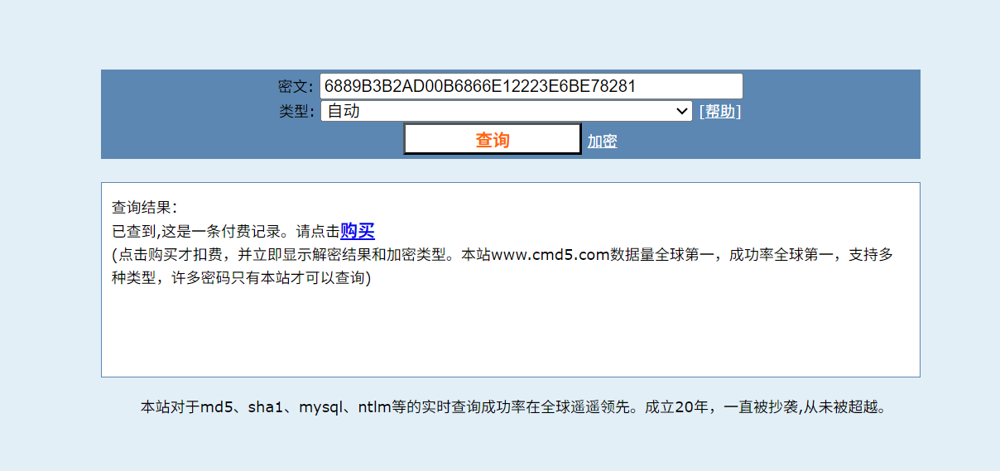 密文: 6889B3B2AD00B6866E12223E6BE78281
类型: 自动 [帮助]
查询 加密
查询结果：
已查到,这是一条付费记录。请点击购买
(点击购买才扣费，并立即显示解密结果和加密类型。本站www.cmd5.com数据量全球第一，成功率全球第一，支持多
种类型，许多密码只有本站才可以查询)
本站对于md5、sha1、mysql、ntlm等的实时查询成功率在全球遥遥领先。成立20年，一直被抄袭,从未被超越。